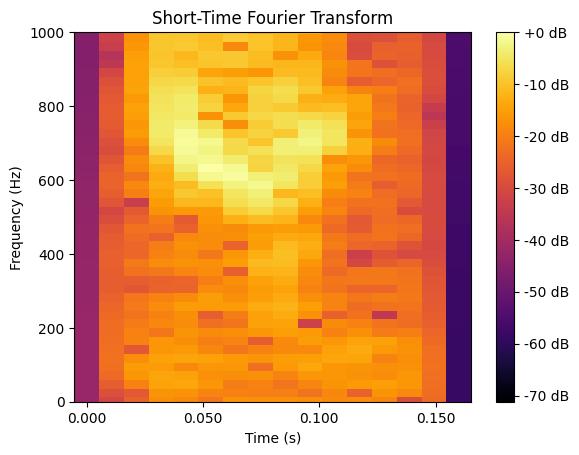 Short-Time Fourier Transform
Frequency (Hz)
1000
800
600
400
200
0
0.000
0.050
0.100
0.150
Time (s)
+0 dB
-10 dB
-20 dB
-30 dB
-40 dB
-50 dB
-60 dB
-70 dB